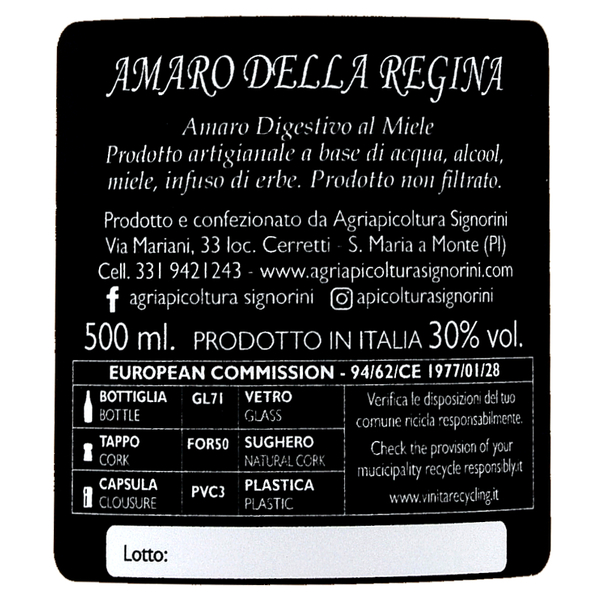 AMARO DELLA REGINA
Amaro Digestivo al Miele
Prodotto artigianale a base di acqua, alcool,
miele, infuso di erbe. Prodotto non filtrato.
Prodotto e confezionato da Agriapicoltura Signorini
Via Mariani, 33 loc. Cerretti - S. Maria a Monte (PI)
Cell. 331 9421243 - www.agriapicolturasignorini.com
agriapicoltura signorini apicolturasignorini
500 ml. PRODOTTO IN ITALIA 30% vol.
EUROPEAN COMMISSION - 94/62/CE 1977/01/28
BOTTIGLIA GL71 VETRO
BOTTLE GLASS
TAPPO FOR50 SUGHERO
CORK NATURAL CORK
CAPSULA PVC3 PLASTICA
CLOUSURE PLASTIC
Verifica le disposizioni del tuo
comune ricicla responsabilmente.
Check the provision of your
mucicipality recycle responsibly.it
www.vinitarecycling.it
Lotto: